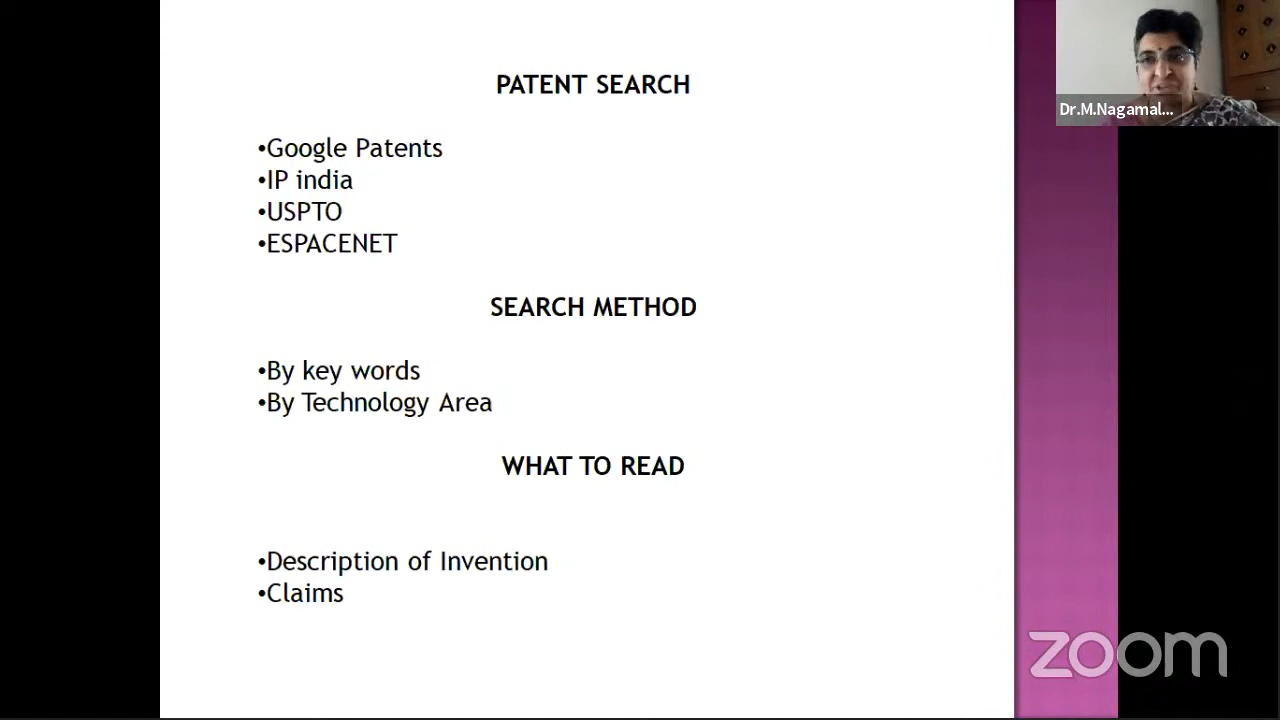 PATENT SEARCH
•Google Patents
•IP india
•USPTO
•ESPACENET
SEARCH METHOD
•By key words
•By Technology Area
WHAT TO READ
•Description of Invention
•Claims
Dr.M.Nagamal...
zoom